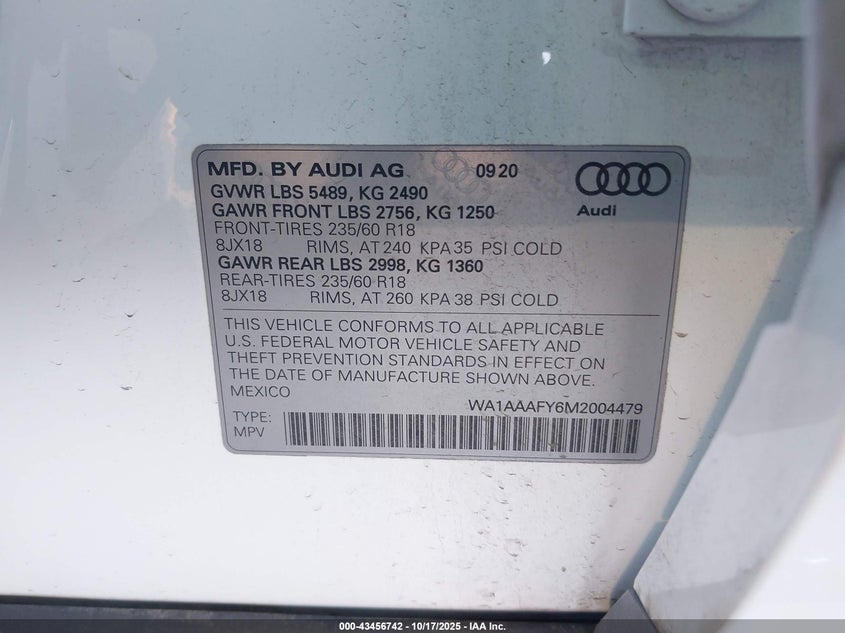 MFD. BY AUDI AG 09 20
GVWR LBS 5489, KG 2490
GAWR FRONT LBS 2756, KG 1250
Audi
FRONT-TIRES 235/60 R18
8JX18 RIMS, AT 240 KPA 35 PSI COLD
GAWR REAR LBS 2998, KG 1360
REAR-TIRES 235/60 R18
8JX18 RIMS, AT 260 KPA 38 PSI COLD
THIS VEHICLE CONFORMS TO ALL APPLICABLE
U.S. FEDERAL MOTOR VEHICLE SAFETY AND
THEFT PREVENTION STANDARDS IN EFFECT ON
THE DATE OF MANUFACTURE SHOWN ABOVE.
MEXICO
WA1AAAFY6M2004479
TYPE:
MPV
000-43456742 - 10/17/2025 - IAA Inc.